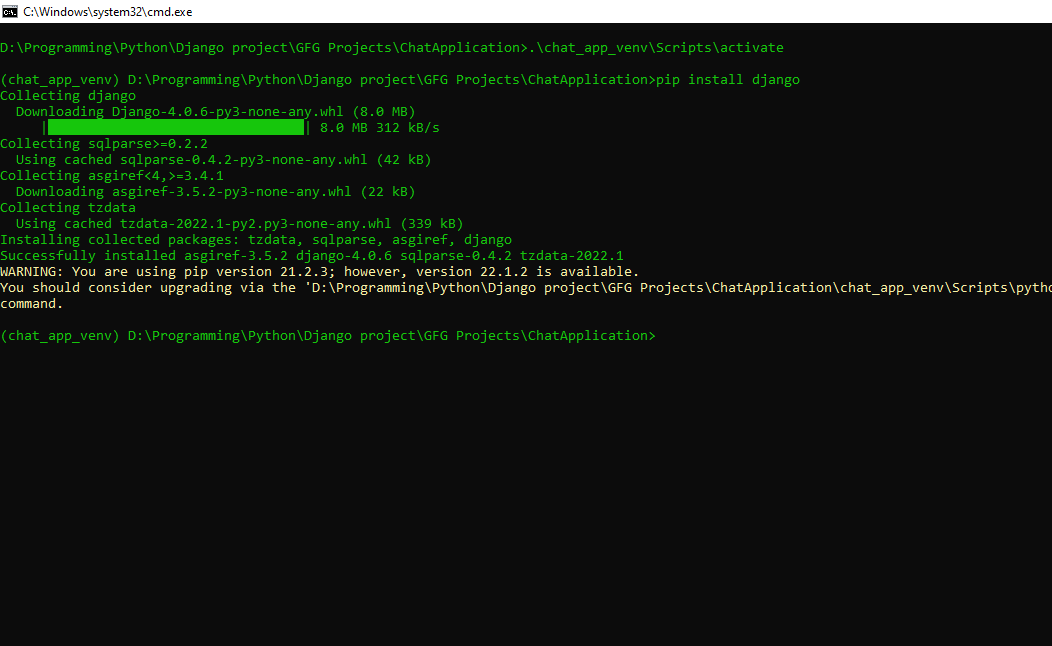 C:\Windows\system32\cmd.exe
D:\Programming\Python\Django project\GFG Projects\ChatApplication>.\chat_app_venv\Scripts\activate
(chat_app_venv) D:\Programming\Python\Django project\GFG Projects\ChatApplication>pip install django
Collecting django
  Downloading Django-4.0.6-py3-none-any.whl (8.0 MB)
     |████████████████████████████████| 8.0 MB 312 kB/s
Collecting sqlparse>=0.2.2
  Using cached sqlparse-0.4.2-py3-none-any.whl (42 kB)
Collecting asgiref<4,>=3.4.1
  Downloading asgiref-3.5.2-py3-none-any.whl (22 kB)
Collecting tzdata
  Using cached tzdata-2022.1-py2.py3-none-any.whl (339 kB)
Installing collected packages: tzdata, sqlparse, asgiref, django
Successfully installed asgiref-3.5.2 django-4.0.6 sqlparse-0.4.2 tzdata-2022.1
WARNING: You are using pip version 21.2.3; however, version 22.1.2 is available.
You should consider upgrading via the 'D:\Programming\Python\Django project\GFG Projects\ChatApplication\chat_app_venv\Scripts\pytho
command.
(chat_app_venv) D:\Programming\Python\Django project\GFG Projects\ChatApplication>